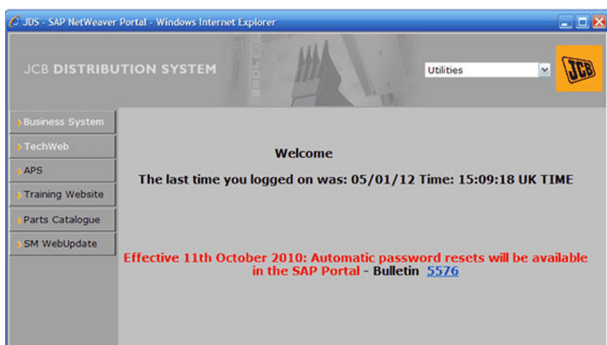 JDS - SAP NetWeaver Portal - Windows Internet Explorer
JCB DISTRIBUTION SYSTEM
Utilities
JCB
Business System
TechWeb
APS
Training Website
Parts Catalogue
SM WebUpdate
Welcome
The last time you logged on was: 05/01/12 Time: 15:09:18 UK TIME
Effective 11th October 2010: Automatic password resets will be available
in the SAP Portal - Bulletin 5576